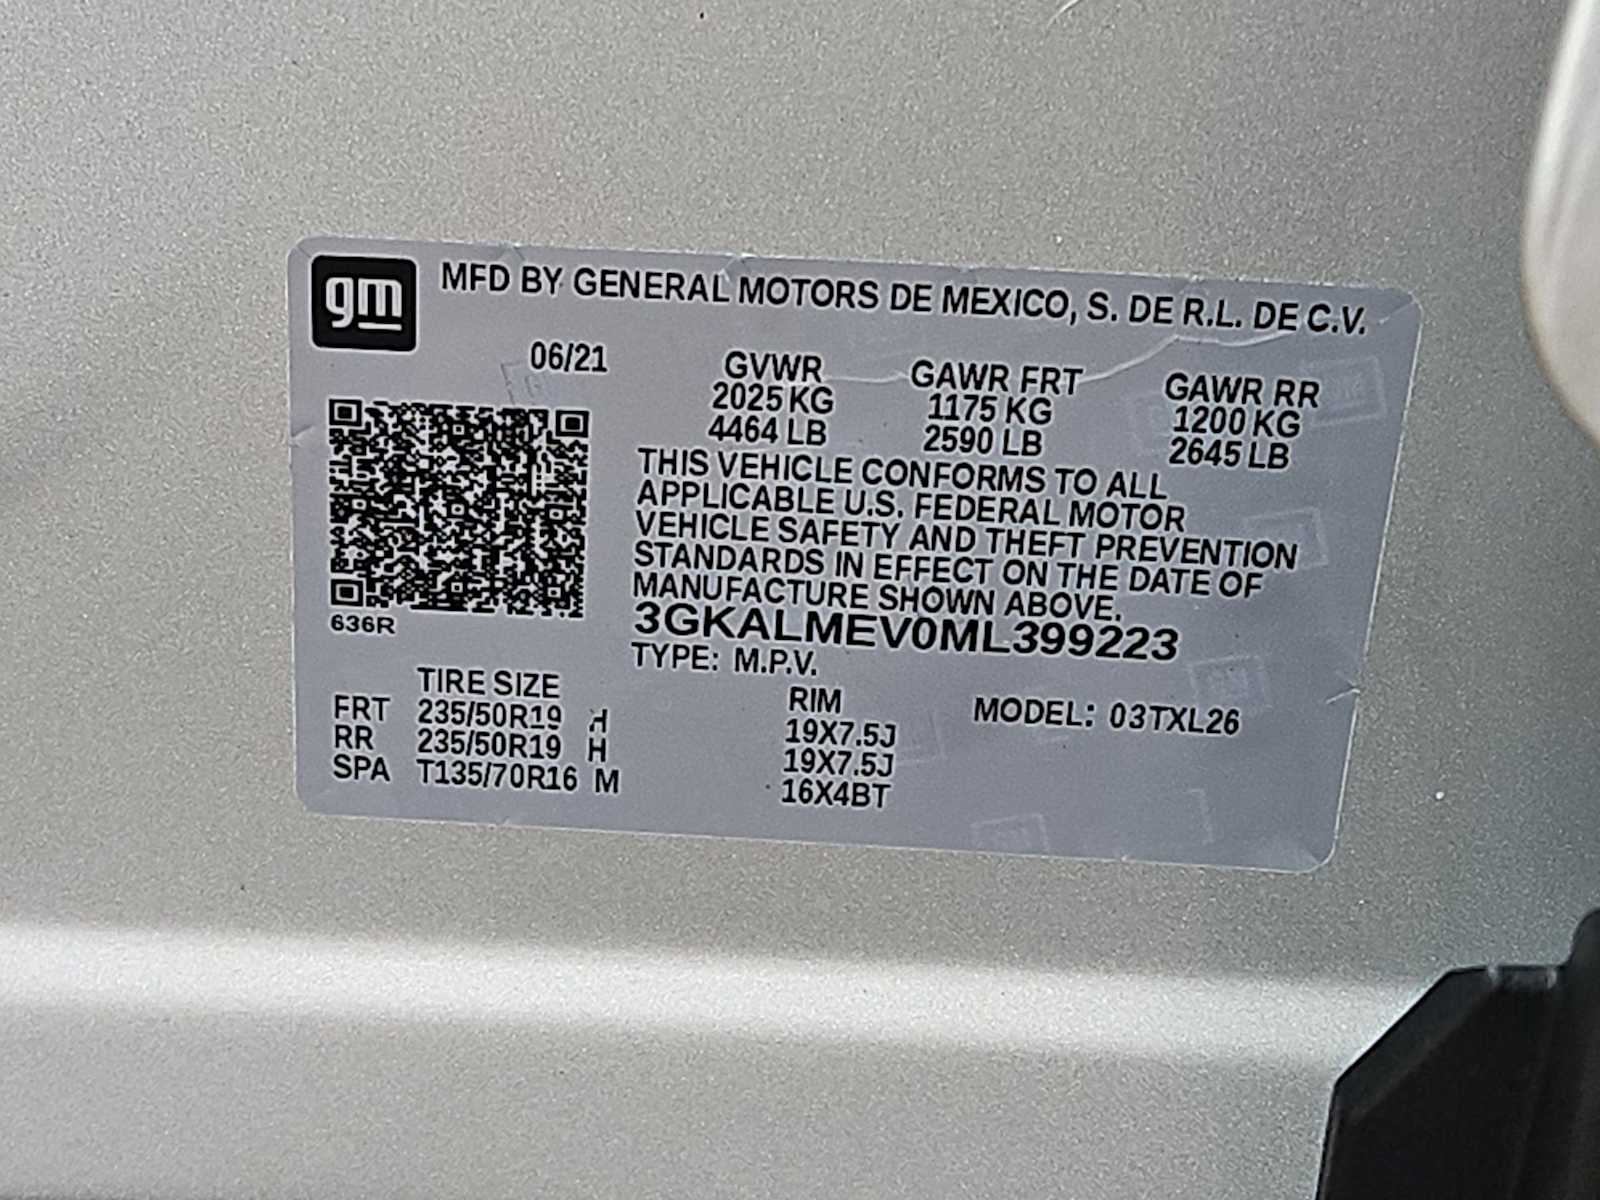 gm MFD BY GENERAL MOTORS DE MEXICO, S. DE R.L. DE C.V.
06/21 GVWR GAWR FRT GAWR RR
2025 KG 1175 KG 1200 KG
4464 LB 2590 LB 2645 LB
THIS VEHICLE CONFORMS TO ALL
APPLICABLE U.S. FEDERAL MOTOR
VEHICLE SAFETY AND THEFT PREVENTION
STANDARDS IN EFFECT ON THE DATE OF
MANUFACTURE SHOWN ABOVE.
636R
3GKALMEV0ML399223
TYPE: M.P.V.
TIRE SIZE RIM MODEL: 03TXL26
FRT 235/50R19 H 19X7.5J
RR 235/50R19 H 19X7.5J
SPA T135/70R16 M 16X4BT